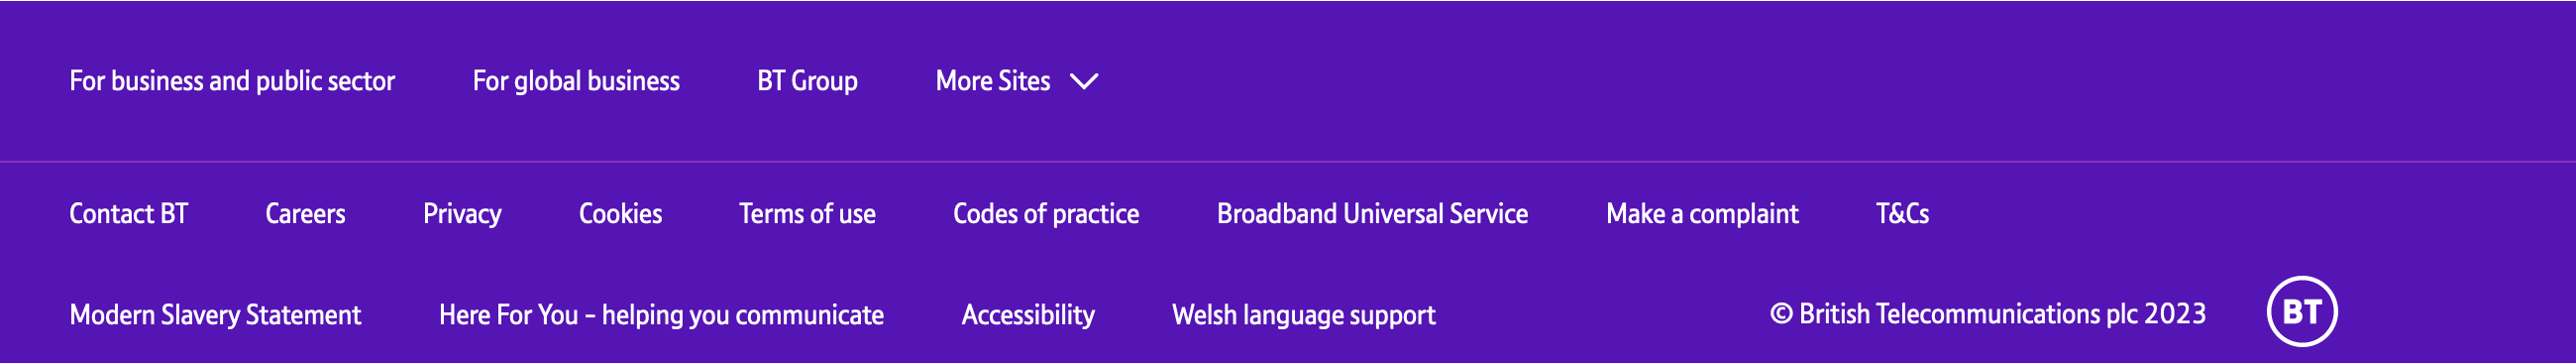 For business and public sector For global business BT Group More Sites
Contact BT Careers Privacy Cookies Terms of use Codes of practice Broadband Universal Service Make a complaint T&Cs
Modern Slavery Statement Here For You – helping you communicate Accessibility Welsh language support © British Telecommunications plc 2023 BT